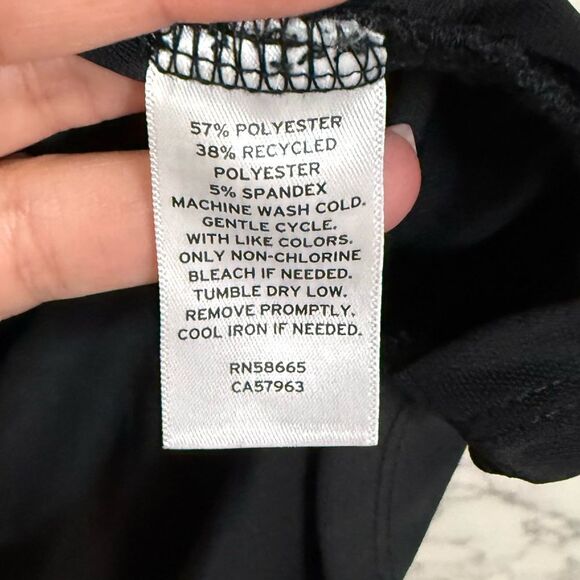 57% POLYESTER
38% RECYCLED
POLYESTER
5% SPANDEX
MACHINE WASH COLD.
GENTLE CYCLE.
WITH LIKE COLORS.
ONLY NON-CHLORINE
BLEACH IF NEEDED.
TUMBLE DRY LOW.
REMOVE PROMPTLY.
COOL IRON IF NEEDED.
RN58665
CA57963